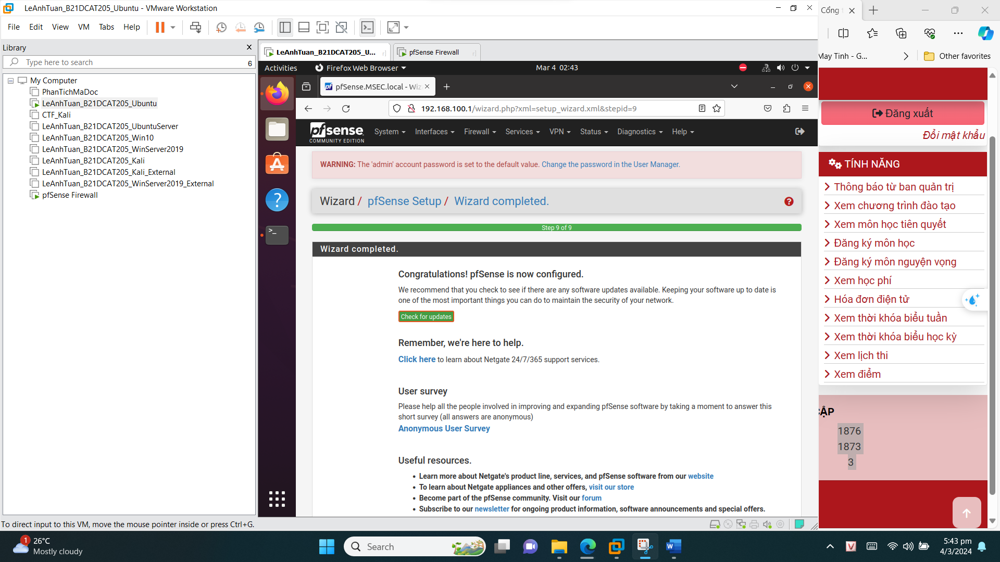 LeAnhTuan_B21DCAT205_Ubuntu - VMware Workstation
File Edit View VM Tabs Help
Library
Type here to search
6
My Computer
PhanTichMaDoc
LeAnhTuan_B21DCAT205_Ubuntu
CTF_Kali
LeAnhTuan_B21DCAT205_UbuntuServer
LeAnhTuan_B21DCAT205_Win10
LeAnhTuan_B21DCAT205_WinServer2019
LeAnhTuan_B21DCAT205_Kali
LeAnhTuan_B21DCAT205_Kali_External
LeAnhTuan_B21DCAT205_WinServer2019_External
pfSense Firewall
To direct input to this VM, move the mouse pointer inside or press Ctrl+G.
LeAnhTuan_B21DCAT205_U... pfSense Firewall
Activities Firefox Web Browser Mar 4 02:43
pfSense.MSEC.local - Wiz
192.168.100.1/wizard.php?xml=setup_wizard.xml&stepid=9
pfsense
COMMUNITY EDITION
System Interfaces Firewall Services VPN Status Diagnostics Help
WARNING: The 'admin' account password is set to the default value. Change the password in the User Manager.
Wizard / pfSense Setup / Wizard completed.
Step 9 of 9
Wizard completed.
Congratulations! pfSense is now configured.
We recommend that you check to see if there are any software updates available. Keeping your software up to date is
one of the most important things you can do to maintain the security of your network.
Check for updates
Remember, we're here to help.
Click here to learn about Netgate 24/7/365 support services.
User survey
Please help all the people involved in improving and expanding pfSense software by taking a moment to answer this
short survey (all answers are anonymous)
Anonymous User Survey
Useful resources.
• Learn more about Netgate's product line, services, and pfSense software from our website
• To learn about Netgate appliances and other offers, visit our store
• Become part of the pfSense community. Visit our forum
• Subscribe to our newsletter for ongoing product information, software announcements and special offers.
Cổng
May Tinh - G...
Other favorites
Đăng xuất
Đổi mật khẩu
TÍNH NĂNG
Thông báo từ ban quản trị
Xem chương trình đào tạo
Xem môn học tiên quyết
Đăng ký môn học
Đăng ký môn nguyện vọng
Xem học phí
Hóa đơn điện tử
Xem thời khóa biểu tuần
Xem thời khóa biểu học kỳ
Xem lịch thi
Xem điểm
CẬP
1876
1873
3
1
26°C
Mostly cloudy
Search
5:43 pm
4/3/2024